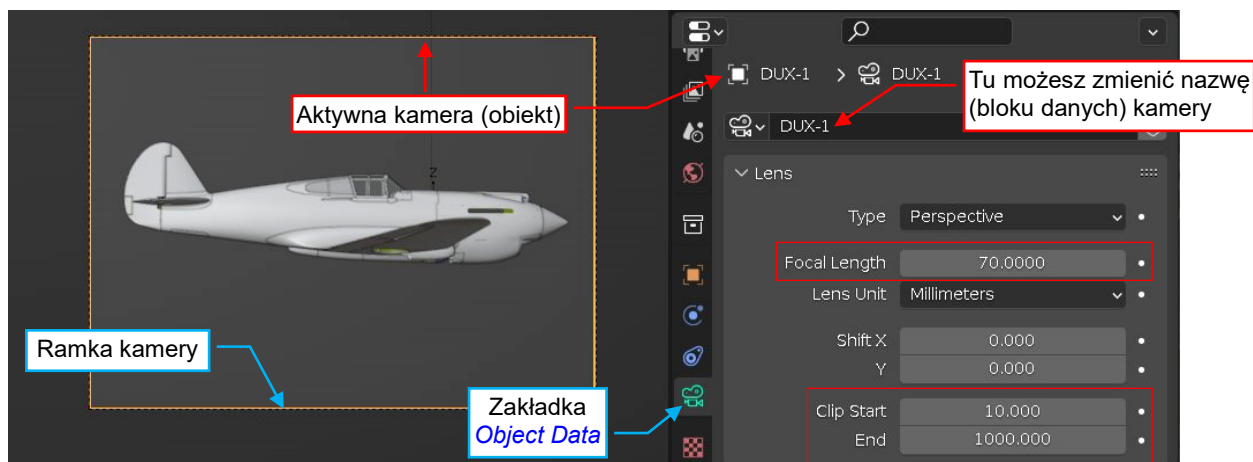 Aktywna kamera (obiekt)
Z
Ramka kamery
Zakładka
Object Data
DUX-1 > DUX-1
Tu możesz zmienić nazwę
(bloku danych) kamery
DUX-1
Lens
Type Perspective
Focal Length 70.0000
Lens Unit Millimeters
Shift X 0.000
Y 0.000
Clip Start 10.000
End 1000.000